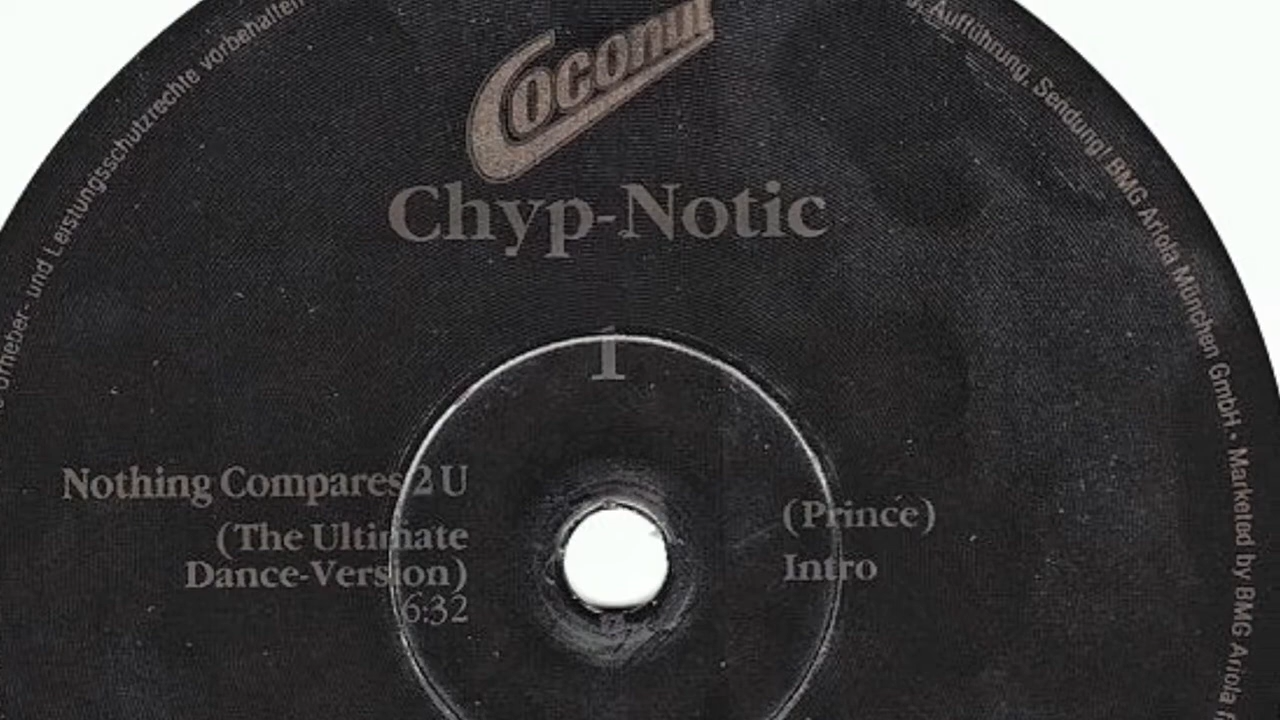 Coconut
Chyp-Notic
1
Nothing Compares 2 U
(The Ultimate
Dance-Version)
6:32
(Prince)
Intro
und Leistungsschutzrechte vorbehalten
Aufführung, Sendung! BMG Ariola München GmbH • Marketed by BMG Ariola